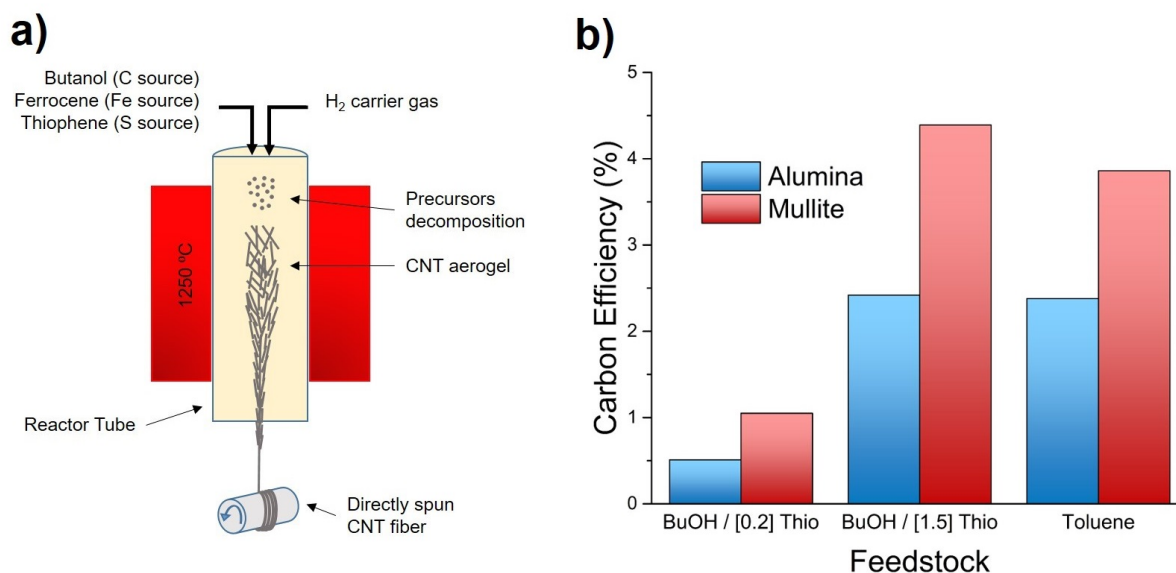 a)
Butanol (C source)
Ferrocene (Fe source)
Thiophene (S source)
H₂ carrier gas
Precursors
decomposition
CNT aerogel
1250 ºC
Reactor Tube
Directly spun
CNT fiber
b)
Carbon Efficiency (%)
5
4
3
2
1
0
Alumina
Mullite
BuOH / [0.2] Thio
BuOH / [1.5] Thio
Toluene
Feedstock